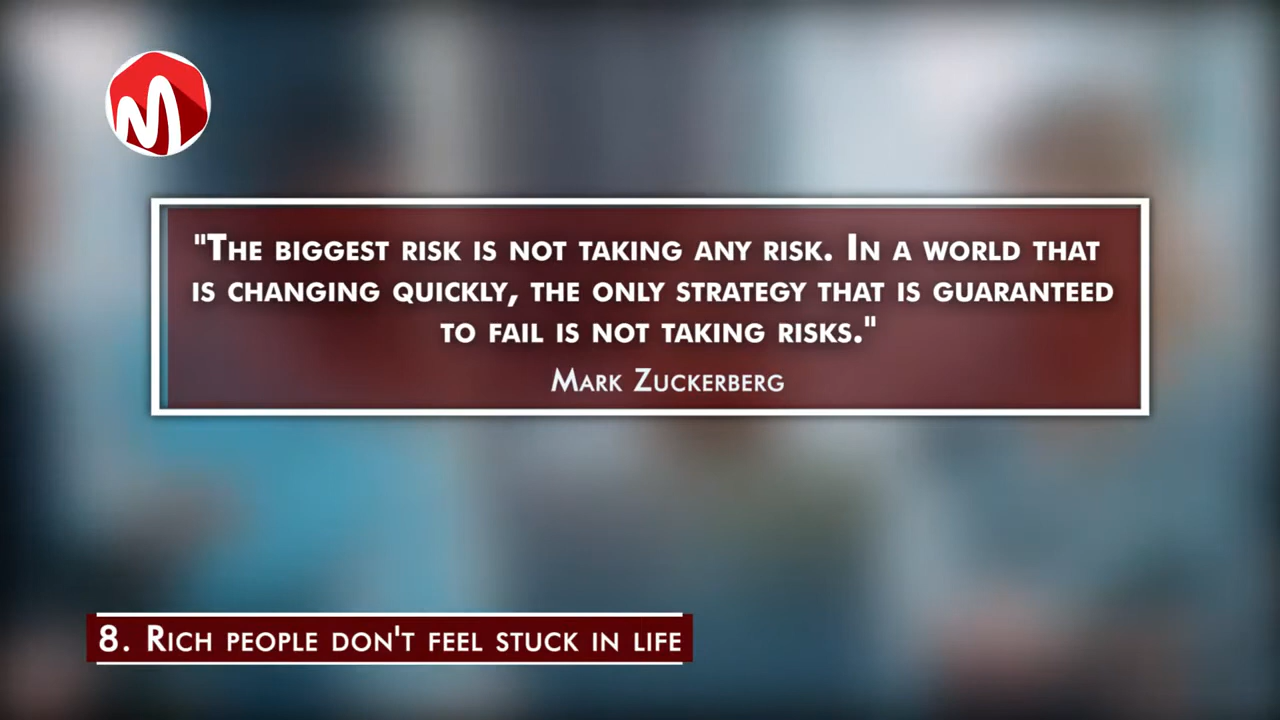 "The biggest risk is not taking any risk. In a world that
is changing quickly, the only strategy that is guaranteed
to fail is not taking risks."
Mark Zuckerberg
8. Rich people don't feel stuck in life